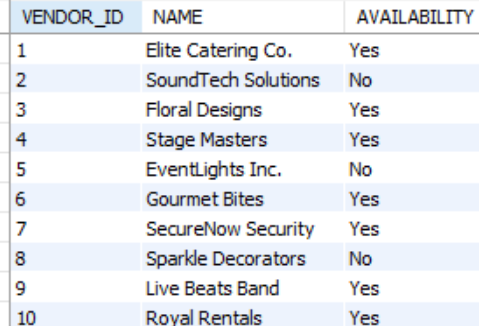 VENDOR_ID NAME AVAILABILITY
1 Elite Catering Co. Yes
2 SoundTech Solutions No
3 Floral Designs Yes
4 Stage Masters Yes
5 EventLights Inc. No
6 Gourmet Bites Yes
7 SecureNow Security Yes
8 Sparkle Decorators No
9 Live Beats Band Yes
10 Royal Rentals Yes